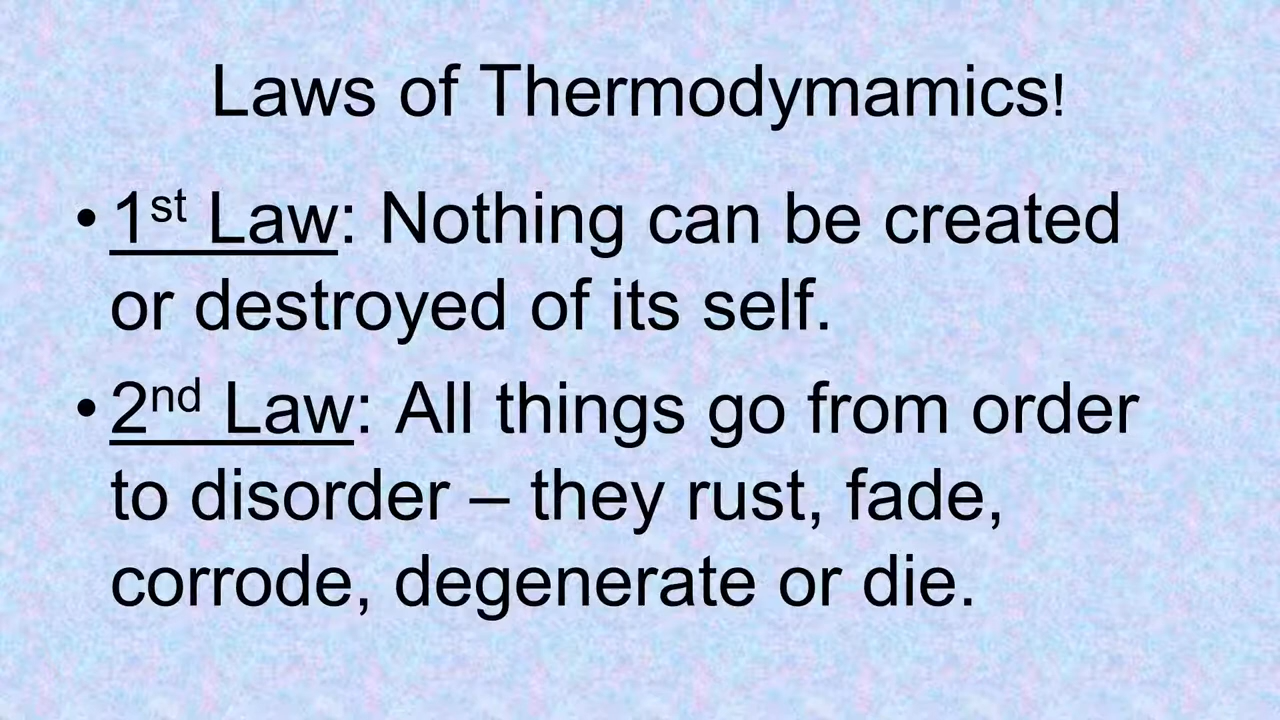 Laws of Thermodymamics!
• 1st Law: Nothing can be created
or destroyed of its self.
• 2nd Law: All things go from order
to disorder – they rust, fade,
corrode, degenerate or die.